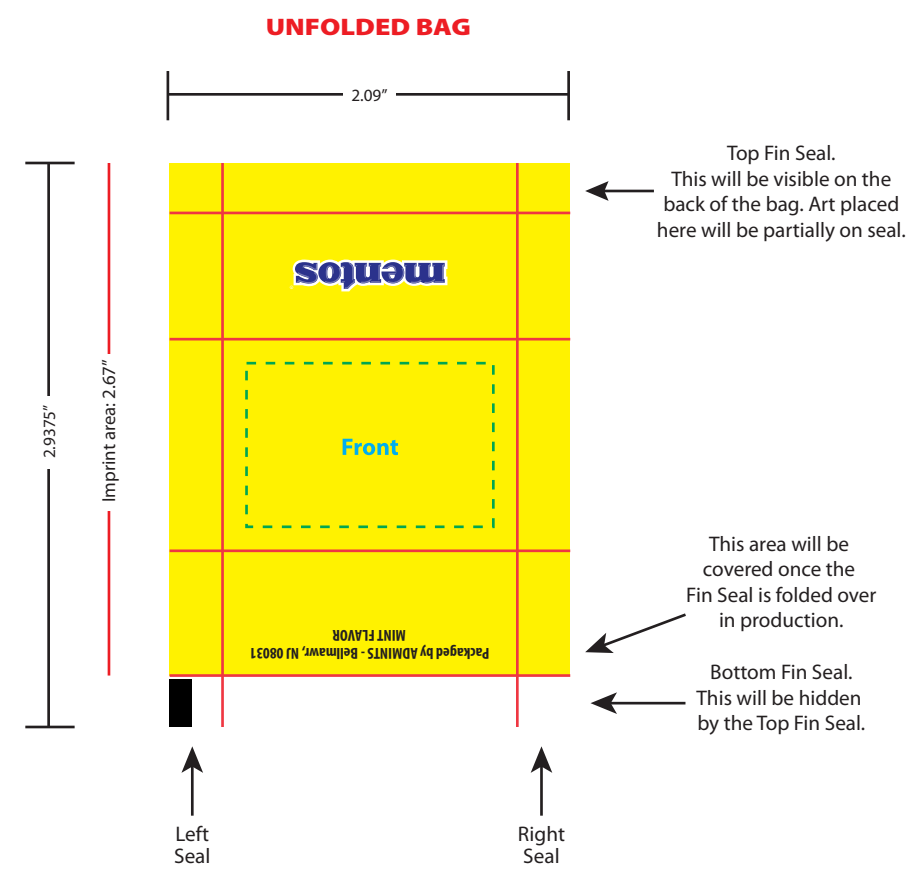 UNFOLDED BAG
2.09″
Top Fin Seal.
This will be visible on the
back of the bag. Art placed
here will be partially on seal.
mentos
2.9375″
Imprint area: 2.67″
Front
This area will be
covered once the
Fin Seal is folded over
in production.
Packaged by ADMINTS - Bellmawr, NJ 08031
MINT FLAVOR
Bottom Fin Seal.
This will be hidden
by the Top Fin Seal.
Left
Seal
Right
Seal